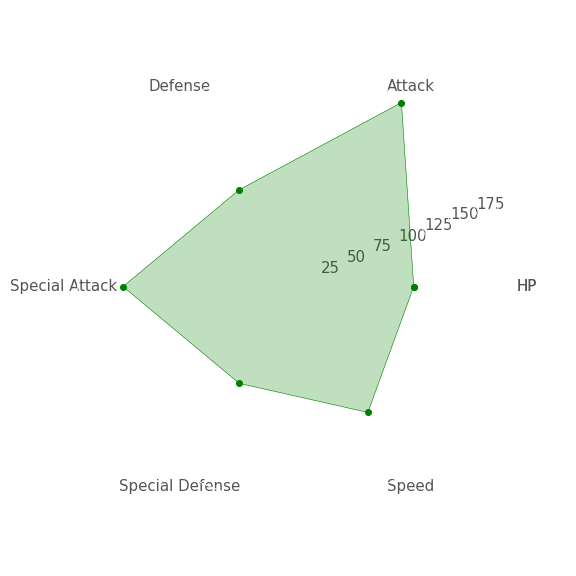 Defense
Attack
175
150
125
100
75
50
25
Special Attack
HP
Special Defense
Speed